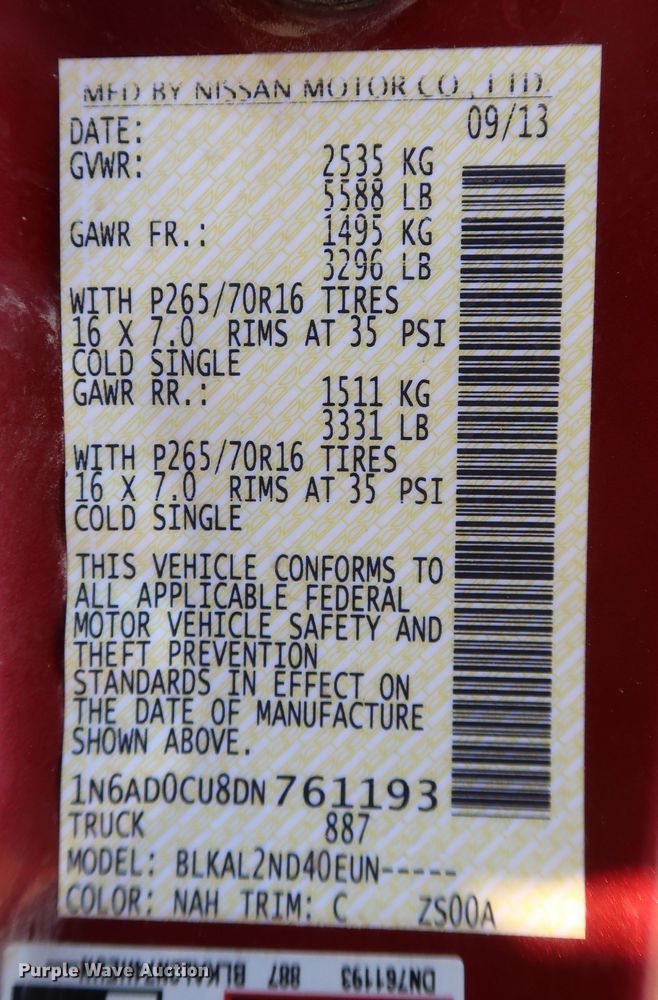 MFD BY NISSAN MOTOR CO., LTD.
DATE: 09/13
GVWR: 2535 KG
5588 LB
GAWR FR.: 1495 KG
3296 LB
WITH P265/70R16 TIRES
16 X 7.0 RIMS AT 35 PSI
COLD SINGLE
GAWR RR.: 1511 KG
3331 LB
WITH P265/70R16 TIRES
16 X 7.0 RIMS AT 35 PSI
COLD SINGLE
THIS VEHICLE CONFORMS TO
ALL APPLICABLE FEDERAL
MOTOR VEHICLE SAFETY AND
THEFT PREVENTION
STANDARDS IN EFFECT ON
THE DATE OF MANUFACTURE
SHOWN ABOVE.
1N6AD0CU8DN 761193
TRUCK 887
MODEL: BLKAL2ND40EUN-----
COLOR: NAH TRIM: C ZS00A
DN761193 887
Purple Wave Auction